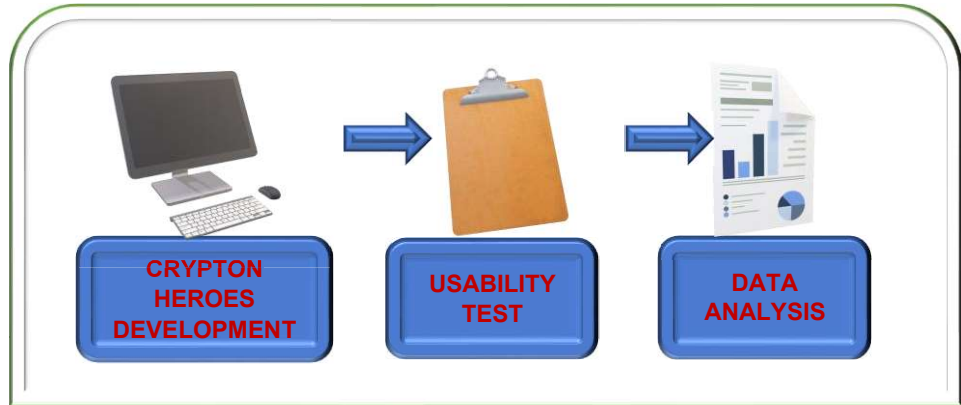 CRYPTON
HEROES
DEVELOPMENT
USABILITY
TEST
DATA
ANALYSIS